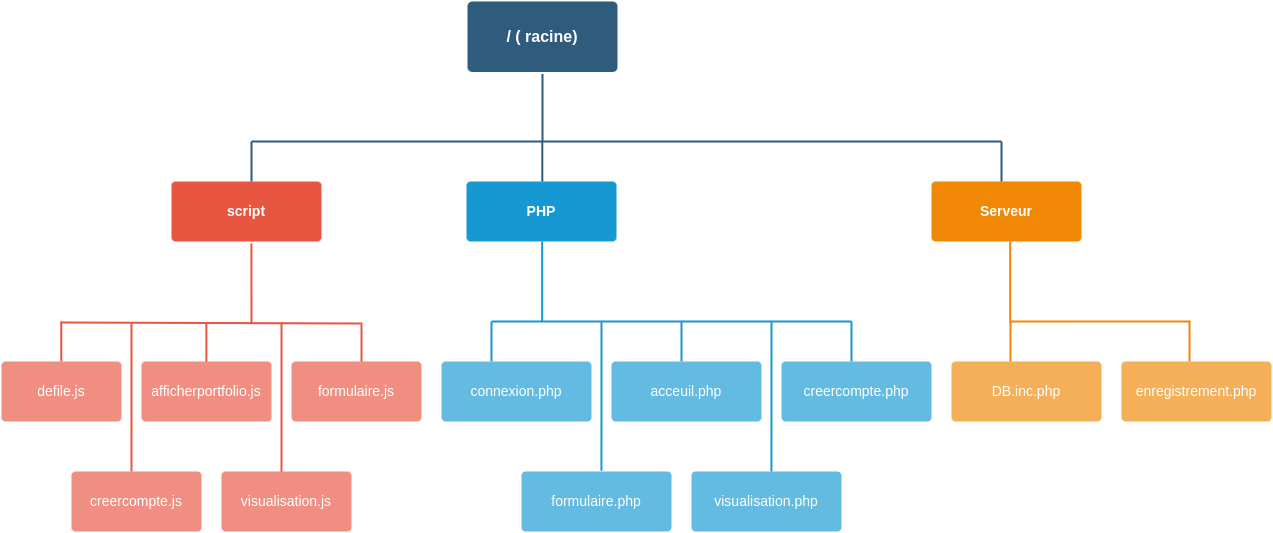 / ( racine)
script
PHP
Serveur
defile.js
afficherportfolio.js
formulaire.js
connexion.php
acceuil.php
creercompte.php
DB.inc.php
enregistrement.php
creercompte.js
visualisation.js
formulaire.php
visualisation.php